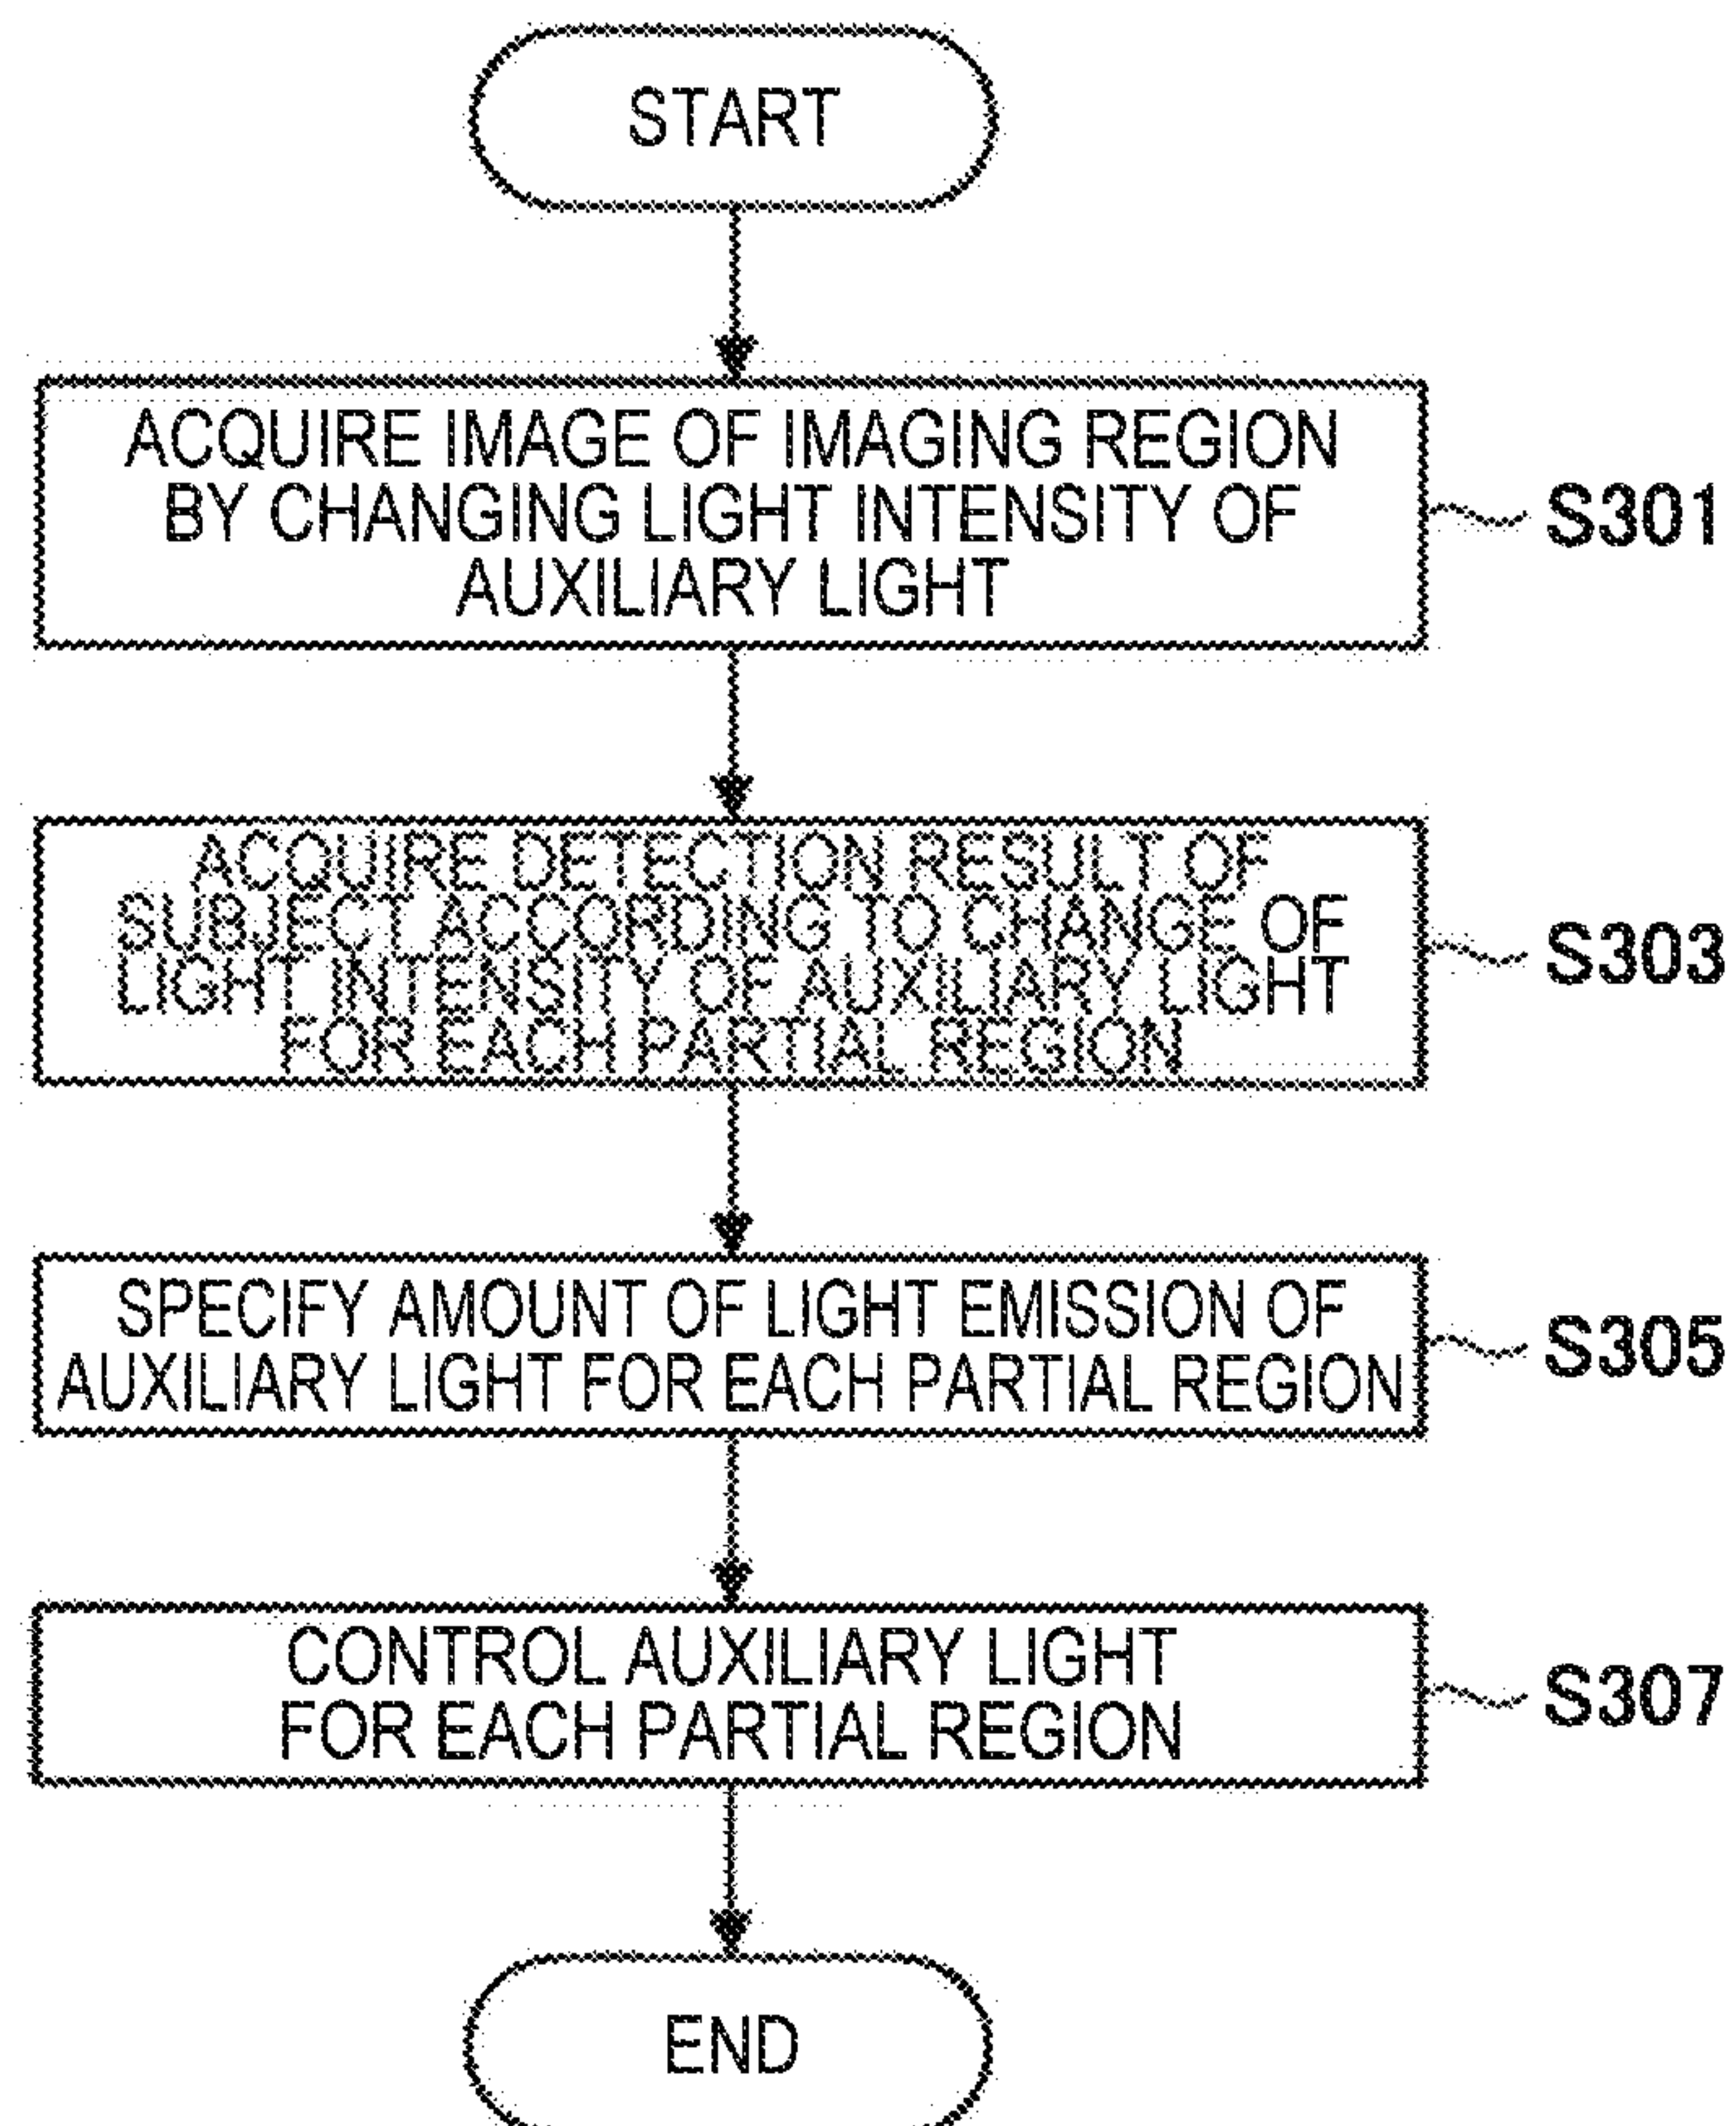 START
ACQUIRE IMAGE OF IMAGING REGION
BY CHANGING LIGHT INTENSITY OF
AUXILIARY LIGHT
S301
ACQUIRE DETECTION RESULT OF
SUBJECT ACCORDING TO CHANGE OF
LIGHT INTENSITY OF AUXILIARY LIGHT
FOR EACH PARTIAL REGION
S303
SPECIFY AMOUNT OF LIGHT EMISSION OF
AUXILIARY LIGHT FOR EACH PARTIAL REGION
S305
CONTROL AUXILIARY LIGHT
FOR EACH PARTIAL REGION
S307
END